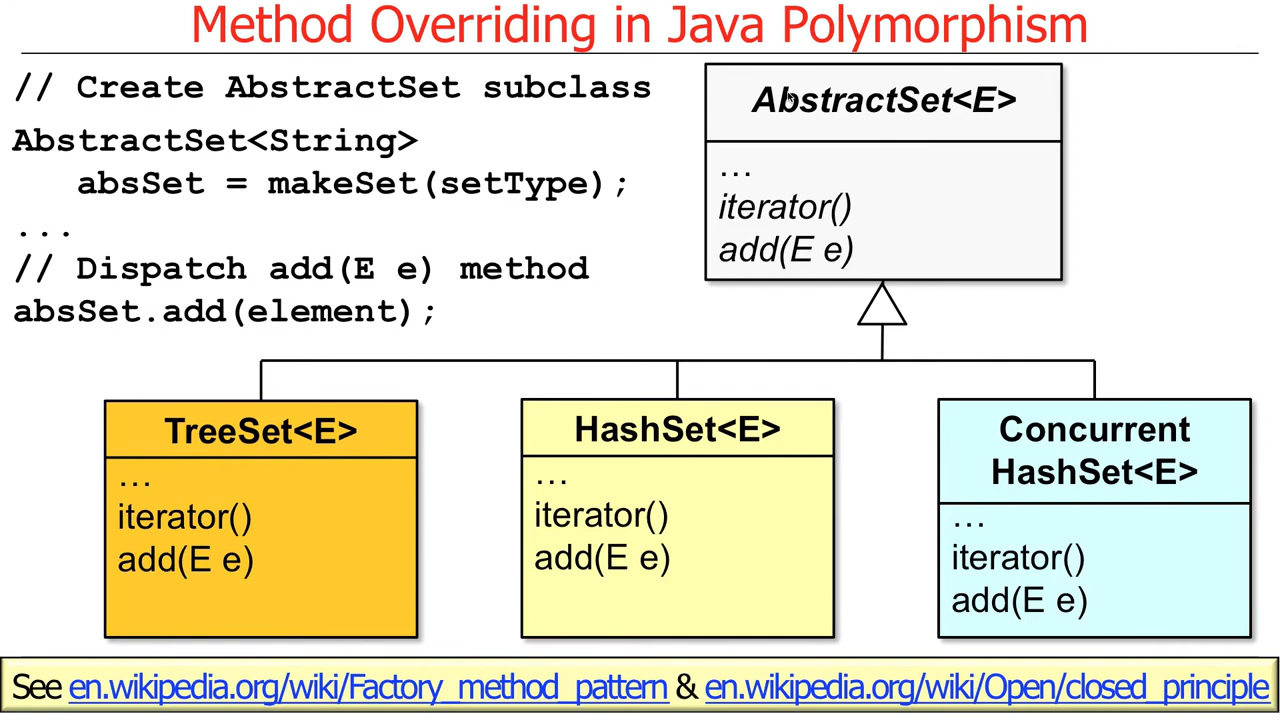 Method Overriding in Java Polymorphism
// Create AbstractSet subclass
AbstractSet<String>
absSet = makeSet(setType);
...
// Dispatch add(E e) method
absSet.add(element);
AbstractSet<E>
…
iterator()
add(E e)
TreeSet<E>
…
iterator()
add(E e)
HashSet<E>
…
iterator()
add(E e)
Concurrent
HashSet<E>
…
iterator()
add(E e)
See en.wikipedia.org/wiki/Factory_method_pattern & en.wikipedia.org/wiki/Open/closed_principle